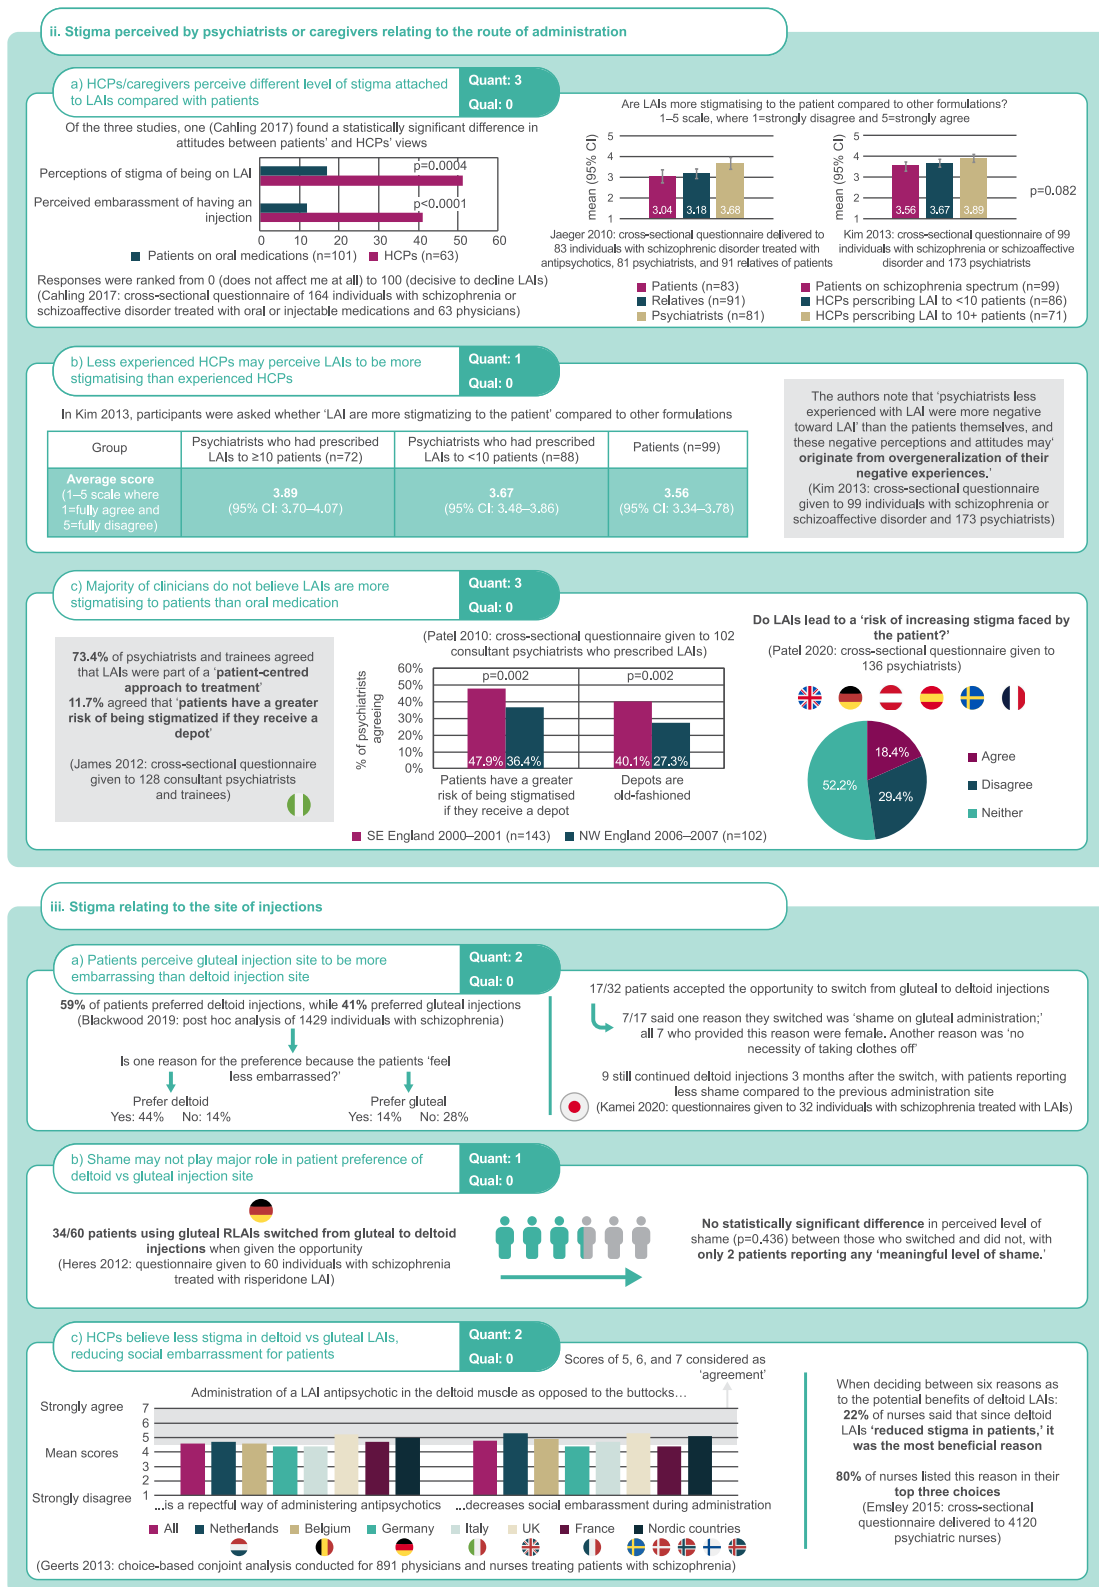 ii. Stigma perceived by psychiatrists or caregivers relating to the route of administration
a) HCPs/caregivers perceive different level of stigma attached
to LAIs compared with patients
Quant: 3
Qual: 0
Of the three studies, one (Cahling 2017) found a statistically significant difference in
attitudes between patients' and HCPs' views
Perceptions of stigma of being on LAI
p=0.0004
Perceived embarassment of having an
injection
p<0.0001
0 10 20 30 40 50 60
Patients on oral medications (n=101) HCPs (n=63)
Responses were ranked from 0 (does not affect me at all) to 100 (decisive to decline LAIs)
(Cahling 2017: cross-sectional questionnaire of 164 individuals with schizophrenia or
schizoaffective disorder treated with oral or injectable medications and 63 physicians)
Are LAIs more stigmatising to the patient compared to other formulations?
1–5 scale, where 1=strongly disagree and 5=strongly agree
mean (95% CI)
5
4
3
2
1
3.04 3.18 3.68
Jaeger 2010: cross-sectional questionnaire delivered to
83 individuals with schizophrenic disorder treated with
antipsychotics, 81 psychiatrists, and 91 relatives of patients
Patients (n=83)
Relatives (n=91)
Psychiatrists (n=81)
mean (95% CI)
5
4
3
2
1
3.56 3.67 3.89
p=0.082
Kim 2013: cross-sectional questionnaire of 99
individuals with schizophrenia or schizoaffective
disorder and 173 psychiatrists
Patients on schizophrenia spectrum (n=99)
HCPs perscribing LAI to <10 patients (n=86)
HCPs perscribing LAI to 10+ patients (n=71)
b) Less experienced HCPs may perceive LAIs to be more
stigmatising than experienced HCPs
Quant: 1
Qual: 0
In Kim 2013, participants were asked whether 'LAI are more stigmatizing to the patient' compared to other formulations
Group
Psychiatrists who had prescribed
LAIs to ≥10 patients (n=72)
Psychiatrists who had prescribed
LAIs to <10 patients (n=88)
Patients (n=99)
Average score
(1–5 scale where
1=fully agree and
5=fully disagree)
3.89
(95% CI: 3.70–4.07)
3.67
(95% CI: 3.48–3.86)
3.56
(95% CI: 3.34–3.78)
The authors note that 'psychiatrists less
experienced with LAI were more negative
toward LAI' than the patients themselves, and
these negative perceptions and attitudes may'
originate from overgeneralization of their
negative experiences.'
(Kim 2013: cross-sectional questionnaire
given to 99 individuals with schizophrenia or
schizoaffective disorder and 173 psychiatrists)
c) Majority of clinicians do not believe LAIs are more
stigmatising to patients than oral medication
Quant: 3
Qual: 0
73.4% of psychiatrists and trainees agreed
that LAIs were part of a 'patient-centred
approach to treatment'
11.7% agreed that 'patients have a greater
risk of being stigmatized if they receive a
depot'
(James 2012: cross-sectional questionnaire
given to 128 consultant psychiatrists
and trainees)
(Patel 2010: cross-sectional questionnaire given to 102
consultant psychiatrists who prescribed LAIs)
% of psychiatrists
agreeing
60%
50%
40%
30%
20%
10%
0%
p=0.002 p=0.002
47.9% 36.4% 40.1% 27.3%
Patients have a greater
risk of being stigmatised
if they receive a depot
Depots are
old-fashioned
SE England 2000–2001 (n=143) NW England 2006–2007 (n=102)
Do LAIs lead to a 'risk of increasing stigma faced by
the patient?'
(Patel 2020: cross-sectional questionnaire given to
136 psychiatrists)
18.4%
29.4%
52.2%
Agree
Disagree
Neither
iii. Stigma relating to the site of injections
a) Patients perceive gluteal injection site to be more
embarrassing than deltoid injection site
Quant: 2
Qual: 0
59% of patients preferred deltoid injections, while 41% preferred gluteal injections
(Blackwood 2019: post hoc analysis of 1429 individuals with schizophrenia)
Is one reason for the preference because the patients 'feel
less embarrassed?'
Prefer deltoid
Yes: 44% No: 14%
Prefer gluteal
Yes: 14% No: 28%
17/32 patients accepted the opportunity to switch from gluteal to deltoid injections
7/17 said one reason they switched was 'shame on gluteal administration;'
all 7 who provided this reason were female. Another reason was 'no
necessity of taking clothes off'
9 still continued deltoid injections 3 months after the switch, with patients reporting
less shame compared to the previous administration site
(Kamei 2020: questionnaires given to 32 individuals with schizophrenia treated with LAIs)
b) Shame may not play major role in patient preference of
deltoid vs gluteal injection site
Quant: 1
Qual: 0
34/60 patients using gluteal RLAIs switched from gluteal to deltoid
injections when given the opportunity
(Heres 2012: questionnaire given to 60 individuals with schizophrenia
treated with risperidone LAI)
No statistically significant difference in perceived level of
shame (p=0.436) between those who switched and did not, with
only 2 patients reporting any 'meaningful level of shame.'
c) HCPs believe less stigma in deltoid vs gluteal LAIs,
reducing social embarrassment for patients
Quant: 2
Qual: 0
Scores of 5, 6, and 7 considered as
'agreement'
Administration of a LAI antipsychotic in the deltoid muscle as opposed to the buttocks...
Strongly agree
Mean scores
Strongly disagree
7
6
5
4
3
2
1
...is a repectful way of administering antipsychotics
...decreases social embarassment during administration
All Netherlands Belgium Germany Italy UK France Nordic countries
(Geerts 2013: choice-based conjoint analysis conducted for 891 physicians and nurses treating patients with schizophrenia)
When deciding between six reasons as
to the potential benefits of deltoid LAIs:
22% of nurses said that since deltoid
LAIs 'reduced stigma in patients,' it
was the most beneficial reason
80% of nurses listed this reason in their
top three choices
(Emsley 2015: cross-sectional
questionnaire delivered to 4120
psychiatric nurses)